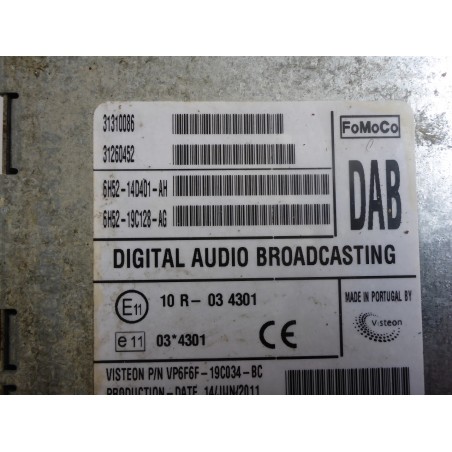 31310086
FoMoCo
31260452
6H52-14D401-AH
DAB
6H52-19C128-AG
DIGITAL AUDIO BROADCASTING
E11 10 R- 03 4301
MADE IN PORTUGAL BY
Visteon
e 11 03*4301 CE
VISTEON P/N VP6F6F-19C034-BC
PRODUCTION-DATE 14/JUN/2011